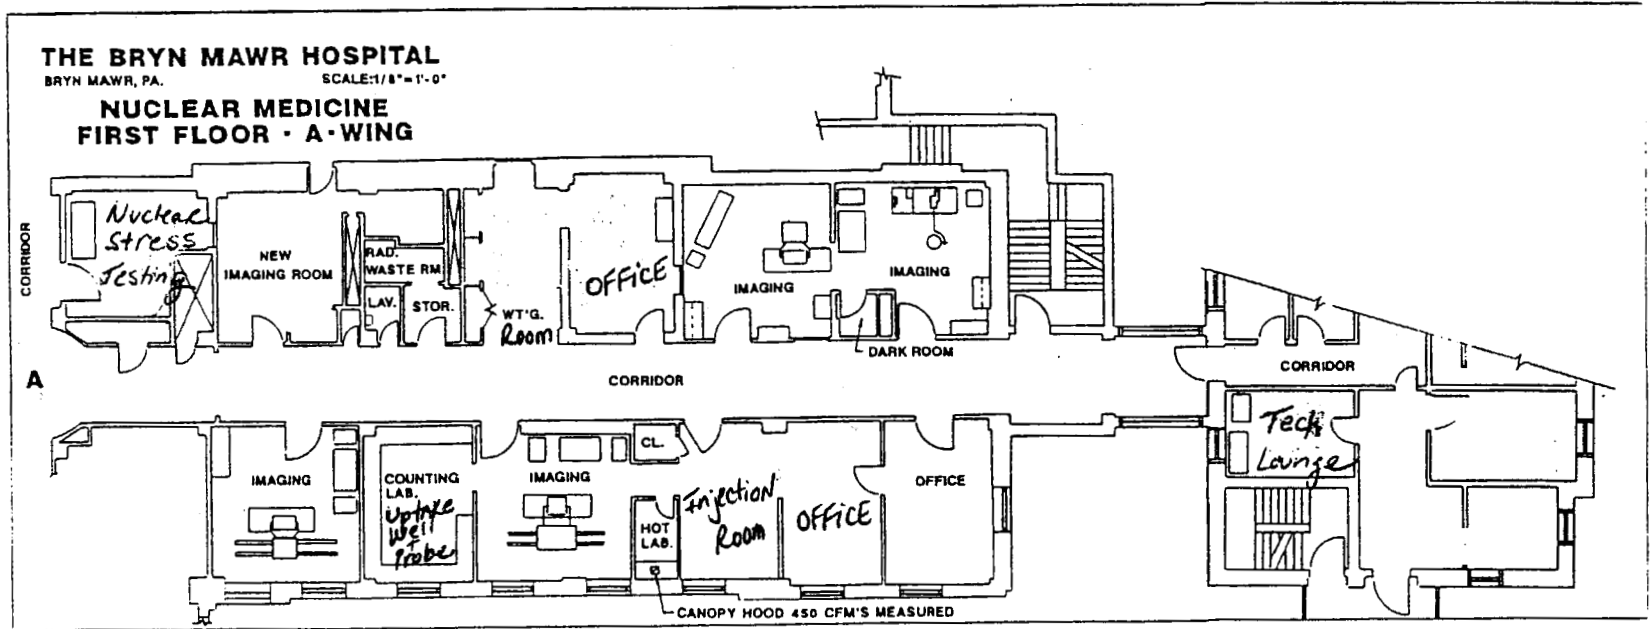 THE BRYN MAWR HOSPITAL
BRYN MAWR, PA. SCALE:1/8"=1'-0"
NUCLEAR MEDICINE
FIRST FLOOR · A-WING
CORRIDOR
Nuclear
Stress
Testing
NEW
IMAGING ROOM
RAD.
WASTE RM.
LAV.
STOR.
WT'G.
Room
OFFICE
IMAGING
IMAGING
DARK ROOM
A
CORRIDOR
CORRIDOR
IMAGING
COUNTING
LAB.
Uptake
Well
+
Probe
IMAGING
CL.
HOT
LAB.
Injection
Room
OFFICE
OFFICE
Tech
Lounge
CANOPY HOOD 450 CFM'S MEASURED